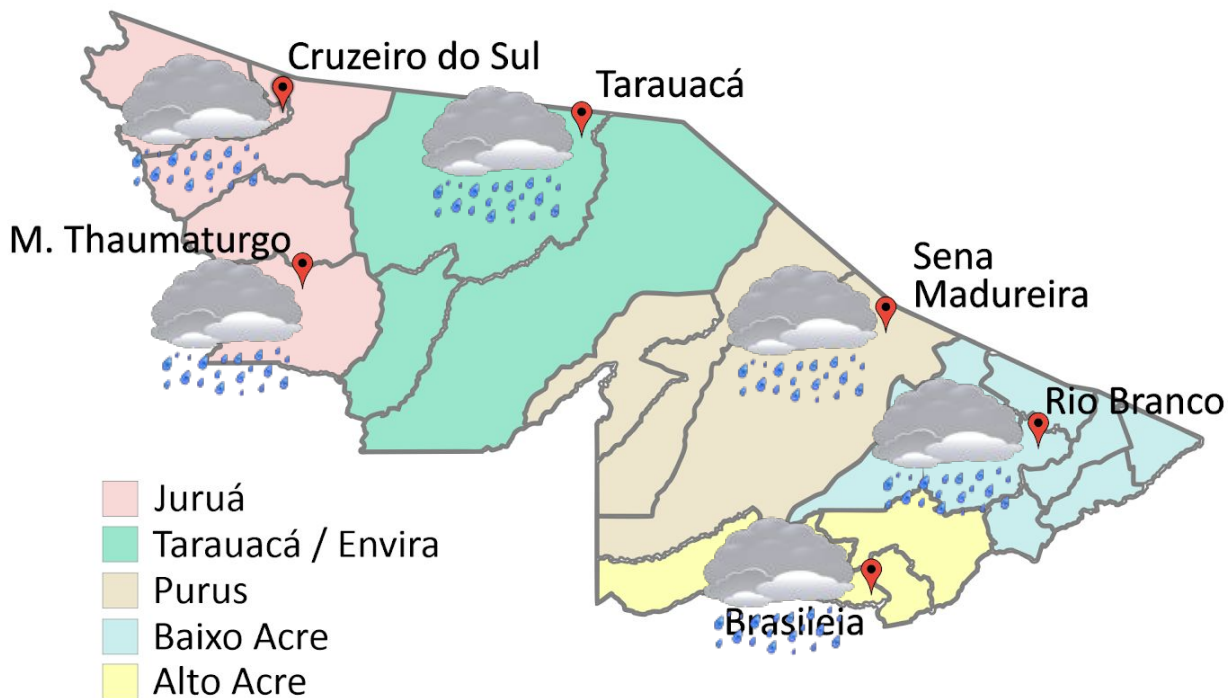 Cruzeiro do Sul
Tarauacá
M. Thaumaturgo
Sena
Madureira
Rio Branco
Brasileia
Juruá
Tarauacá / Envira
Purus
Baixo Acre
Alto Acre